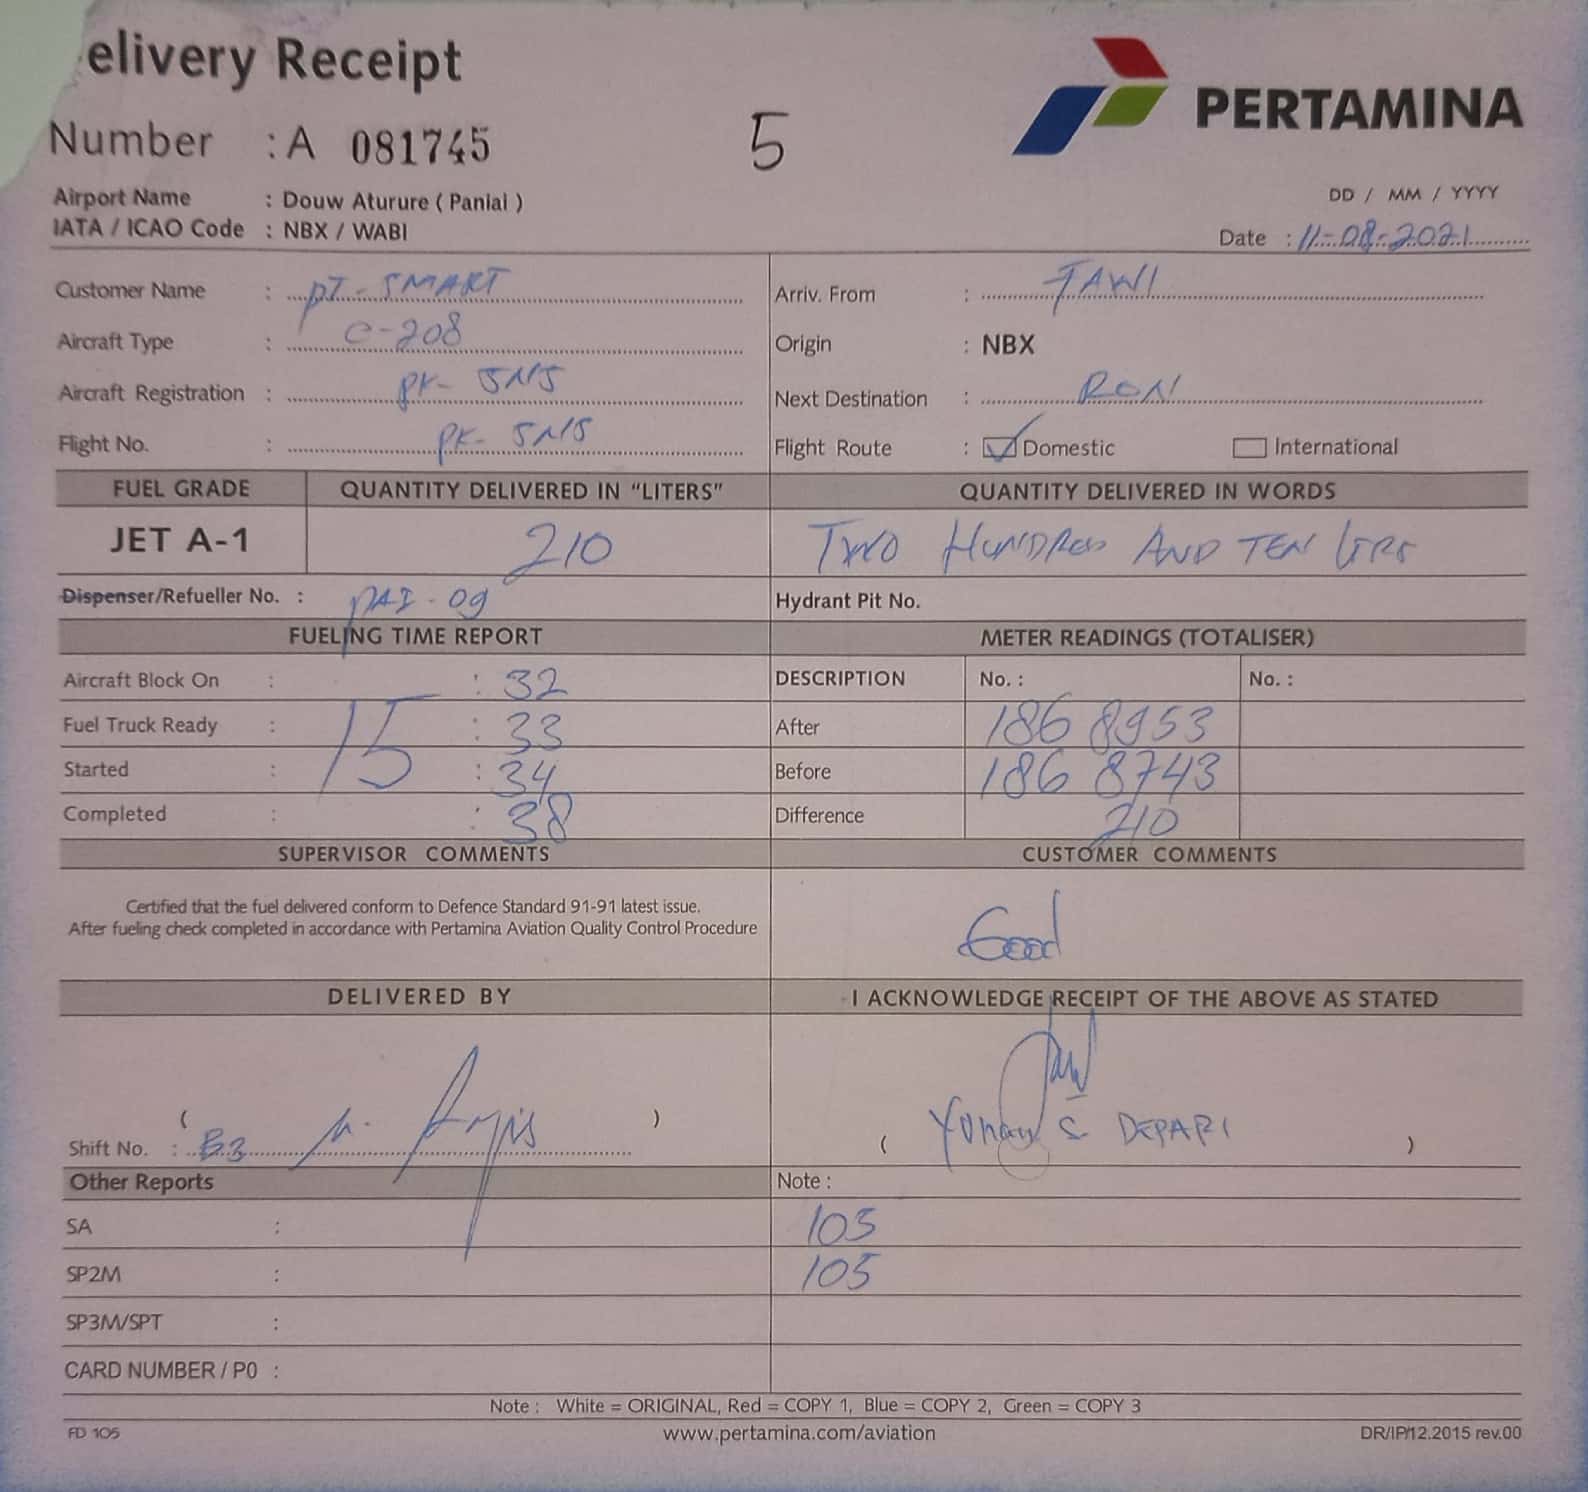 elivery Receipt
PERTAMINA
Number : A 081745
5
Airport Name : Douw Aturure ( Paniai )
IATA / ICAO Code : NBX / WABI
DD / MM / YYYY
Date : 11-08-2021
Customer Name : PT-SMART
Arriv. From : JAWI
Aircraft Type : C-208
Origin : NBX
Aircraft Registration : PK-SNS
Next Destination : RON
Flight No. : PK-SNS
Flight Route : Domestic International
FUEL GRADE QUANTITY DELIVERED IN "LITERS" QUANTITY DELIVERED IN WORDS
JET A-1 210 TWO HUNDRED AND TEN LTRS
Dispenser/Refueller No. : PAI-09
Hydrant Pit No.
FUELING TIME REPORT METER READINGS (TOTALISER)
Aircraft Block On : : 32
DESCRIPTION No. : No. :
Fuel Truck Ready : 15 : 33
After 186 8953
Started : : 34
Before 186 8743
Completed : : 38
Difference 210
SUPERVISOR COMMENTS CUSTOMER COMMENTS
Certified that the fuel delivered conform to Defence Standard 91-91 latest issue.
After fueling check completed in accordance with Pertamina Aviation Quality Control Procedure
Good
DELIVERED BY I ACKNOWLEDGE RECEIPT OF THE ABOVE AS STATED
( )
Shift No. : B3
( S DEPARI )
Other Reports Note :
SA : 105
SP2M : 105
SP3M/SPT :
CARD NUMBER / P0 :
Note : White = ORIGINAL, Red = COPY 1, Blue = COPY 2, Green = COPY 3
FD 105 www.pertamina.com/aviation DR/IP/12.2015 rev.00